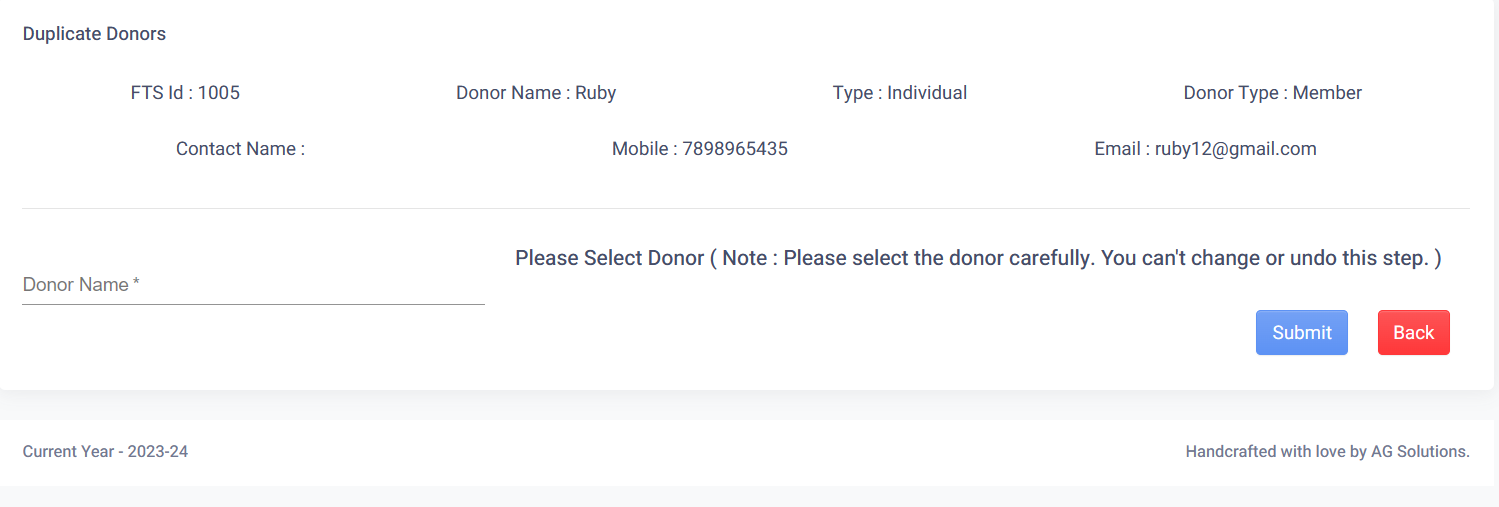 Duplicate Donors
FTS Id : 1005 Donor Name : Ruby Type : Individual Donor Type : Member
Contact Name : Mobile : 7898965435 Email : ruby12@gmail.com
Please Select Donor ( Note : Please select the donor carefully. You can't change or undo this step. )
Donor Name *
Submit Back
Current Year - 2023-24 Handcrafted with love by AG Solutions.